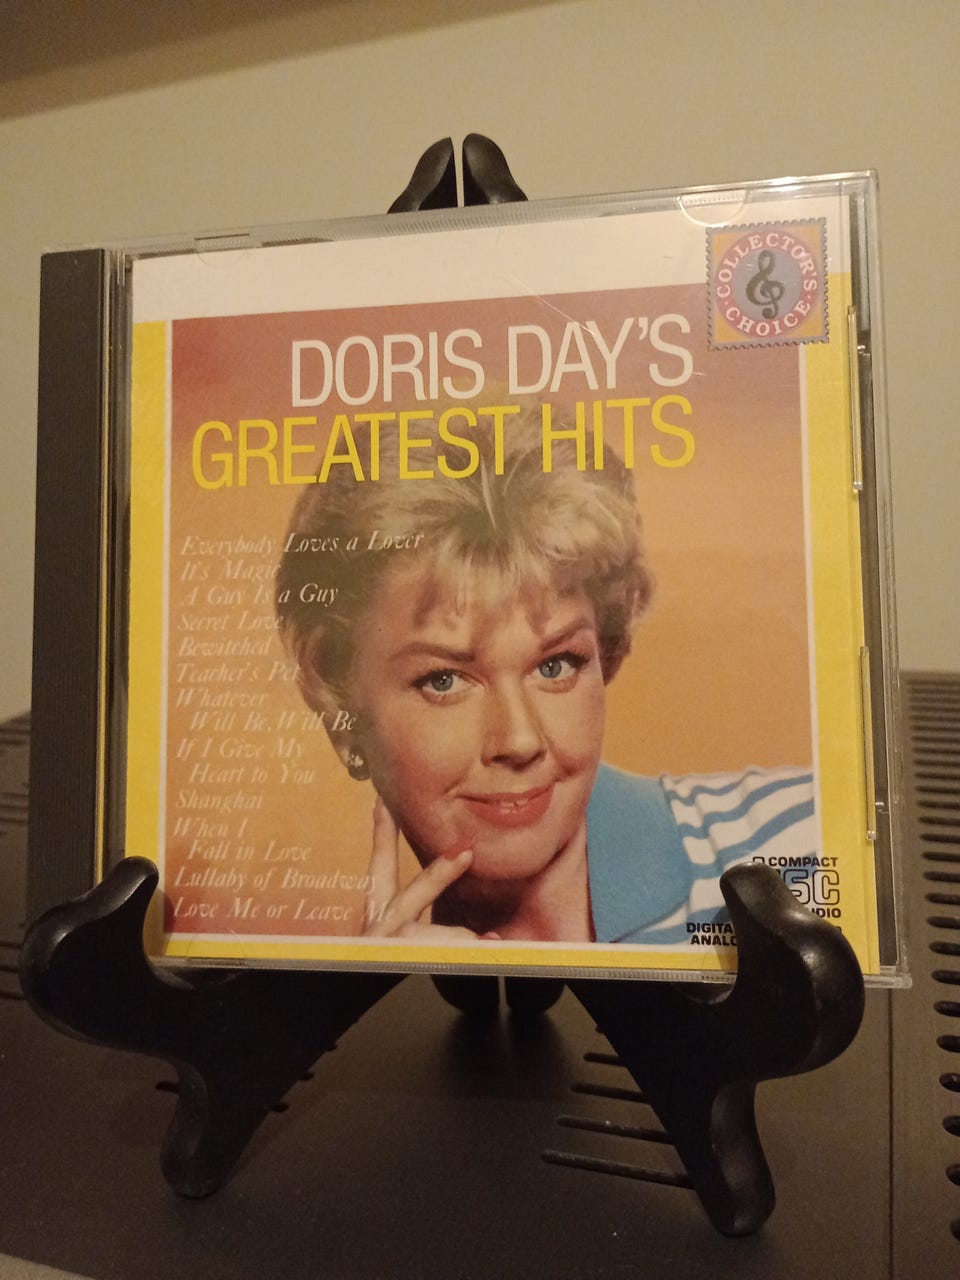 COLLECTOR'S CHOICE
DORIS DAY'S
GREATEST HITS
Everybody Loves a Lover
It's Magic
A Guy Is a Guy
Secret Love
Bewitched
Teacher's Pet
Whatever
Will Be, Will Be
If I Give My
Heart to You
Shanghai
When I
Fall in Love
Lullaby of Broadway
Love Me or Leave Me
COMPACT